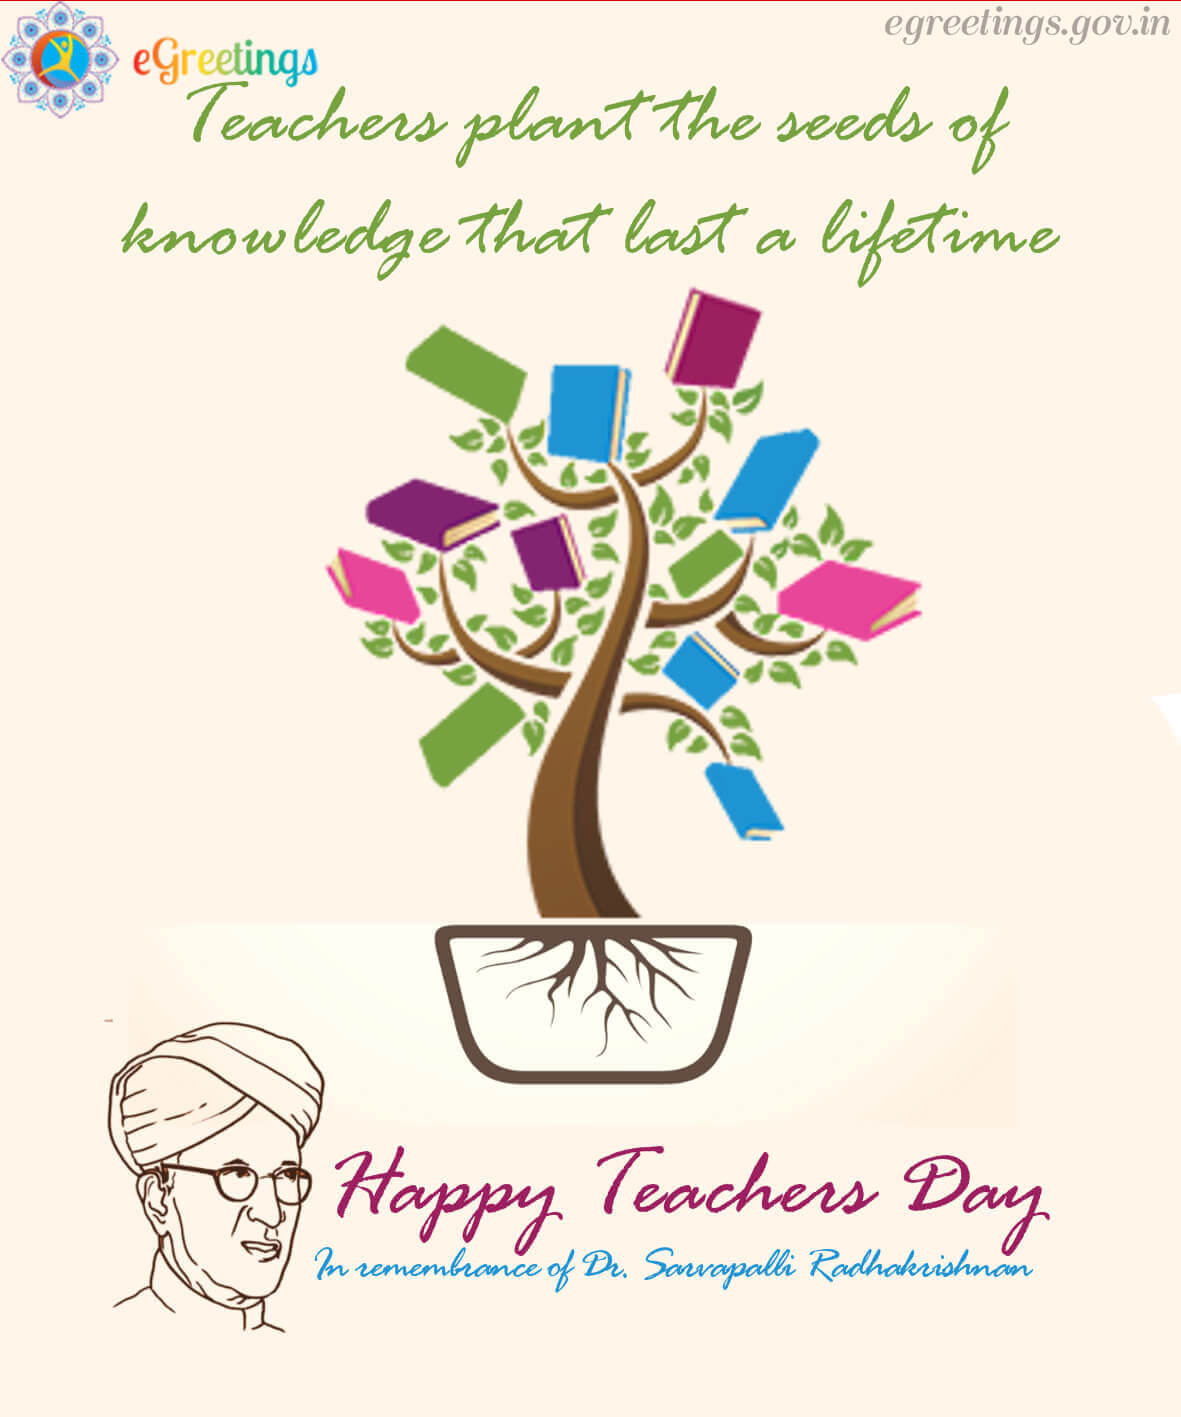 egreetings.gov.in
eGreetings
Teachers plant the seeds of
knowledge that last a lifetime
Happy Teachers Day
In remembrance of Dr. Sarvapalli Radhakrishnan